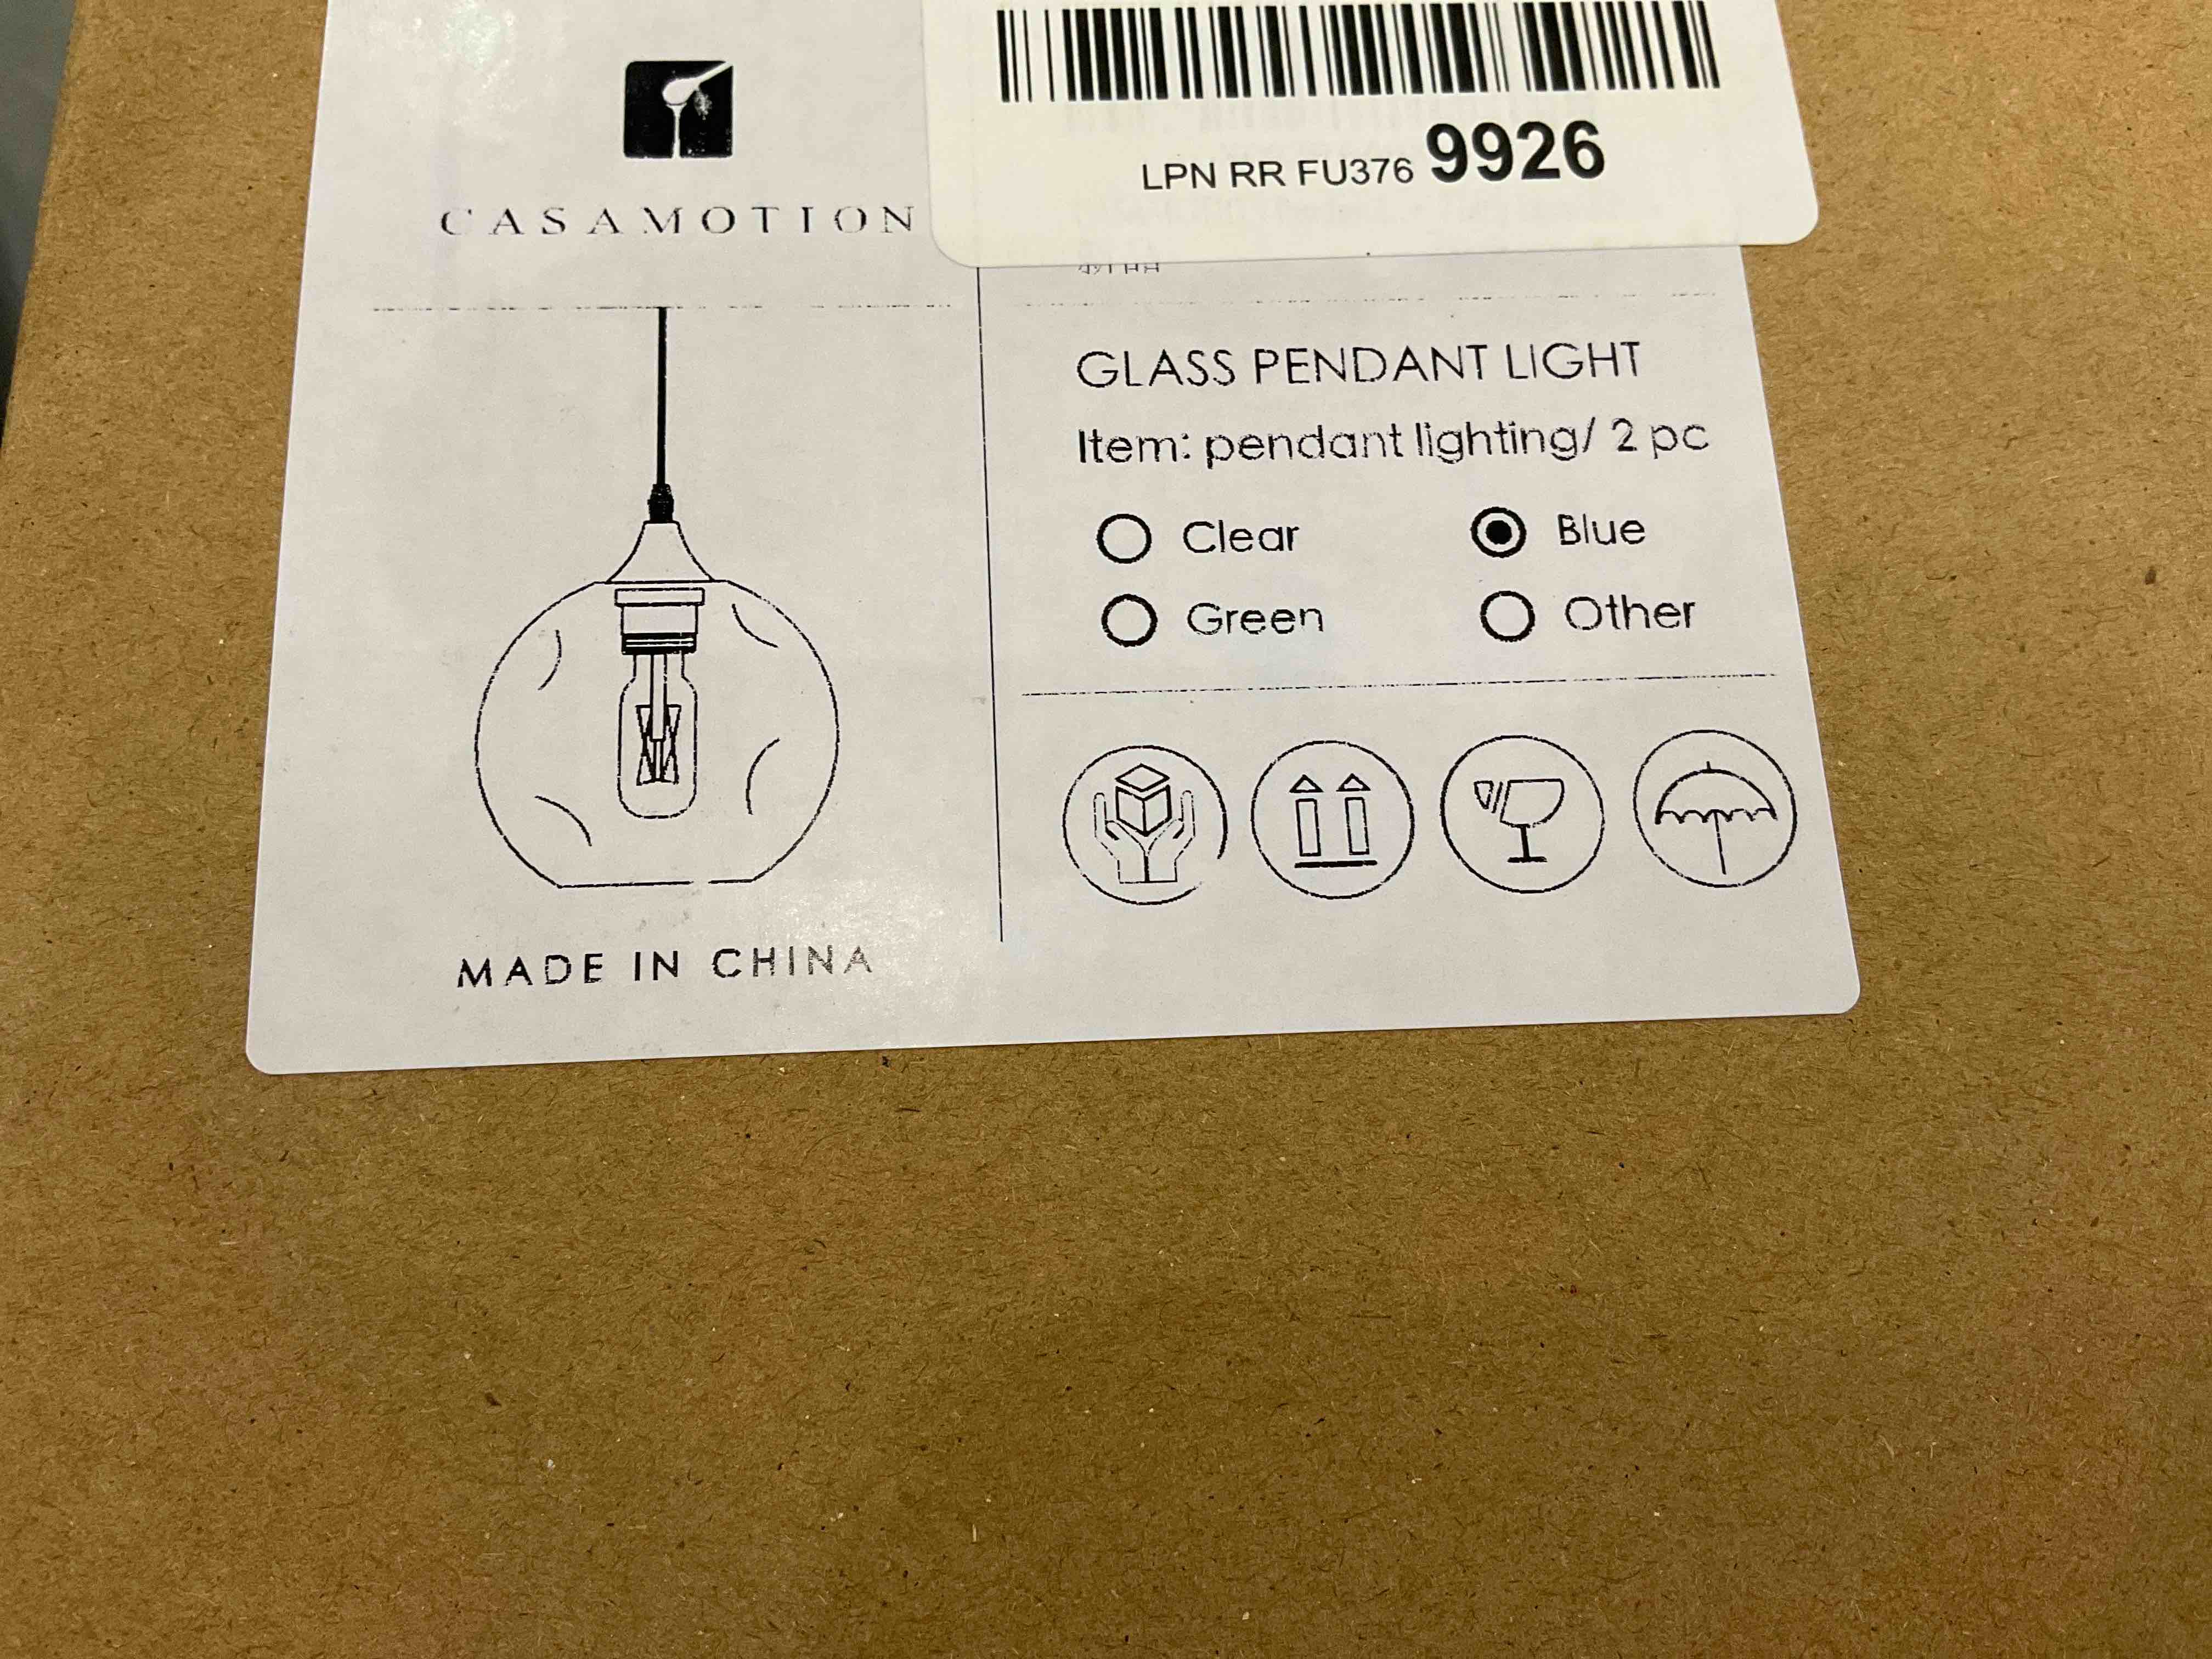 LPN RR FU376 9926
CASAMOTION
GLASS PENDANT LIGHT
Item: pendant lighting/ 2 pc
Clear
Blue
Green
Other
MADE IN CHINA